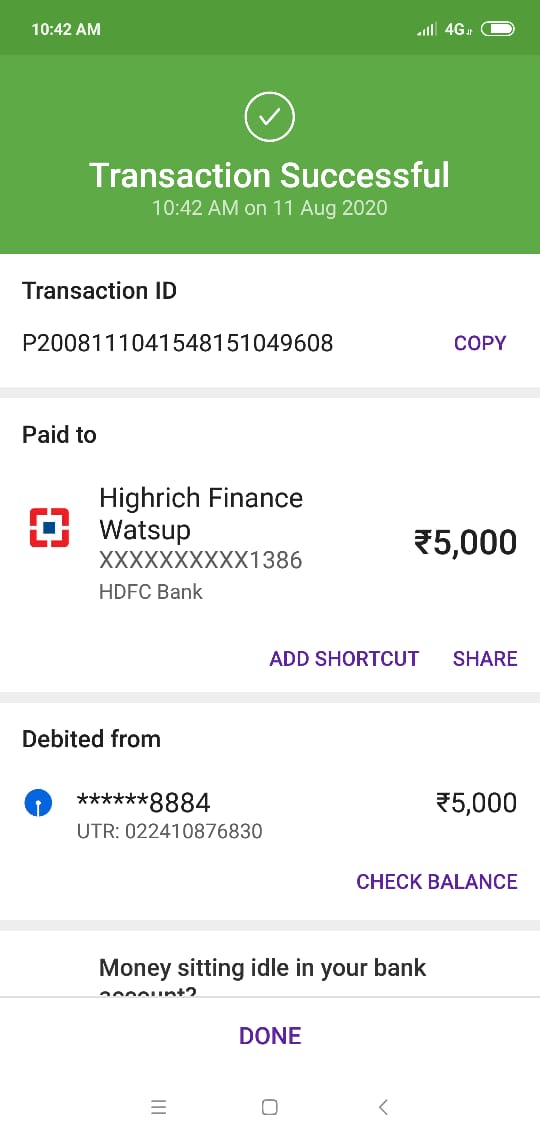 10:42 AM 4G
Transaction Successful
10:42 AM on 11 Aug 2020
Transaction ID
P2008111041548151049608 COPY
Paid to
Highrich Finance
Watsup
XXXXXXXXXX1386
₹5,000
HDFC Bank
ADD SHORTCUT SHARE
Debited from
******8884 ₹5,000
UTR: 022410876830
CHECK BALANCE
Money sitting idle in your bank
account?
DONE